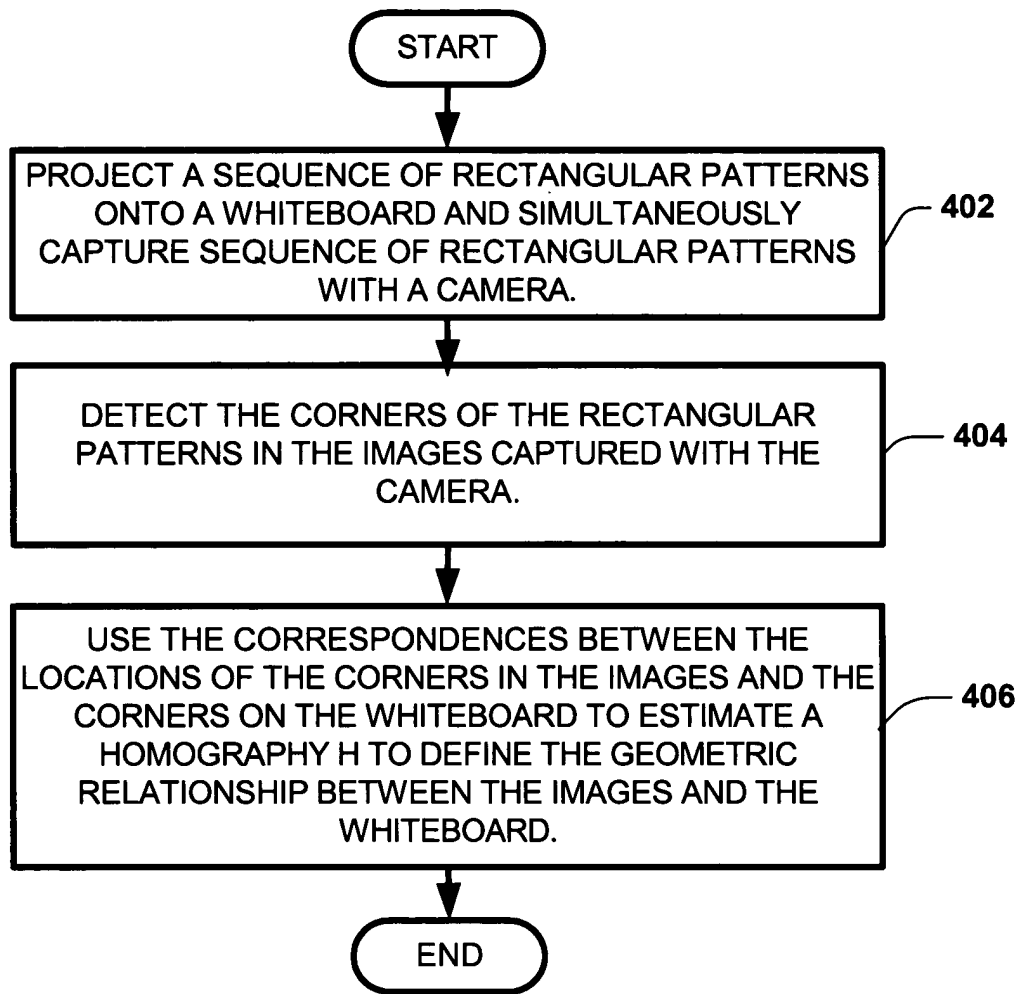 START
PROJECT A SEQUENCE OF RECTANGULAR PATTERNS
ONTO A WHITEBOARD AND SIMULTANEOUSLY
CAPTURE SEQUENCE OF RECTANGULAR PATTERNS
WITH A CAMERA.
402
DETECT THE CORNERS OF THE RECTANGULAR
PATTERNS IN THE IMAGES CAPTURED WITH THE
CAMERA.
404
USE THE CORRESPONDENCES BETWEEN THE
LOCATIONS OF THE CORNERS IN THE IMAGES AND THE
CORNERS ON THE WHITEBOARD TO ESTIMATE A
HOMOGRAPHY H TO DEFINE THE GEOMETRIC
RELATIONSHIP BETWEEN THE IMAGES AND THE
WHITEBOARD.
406
END